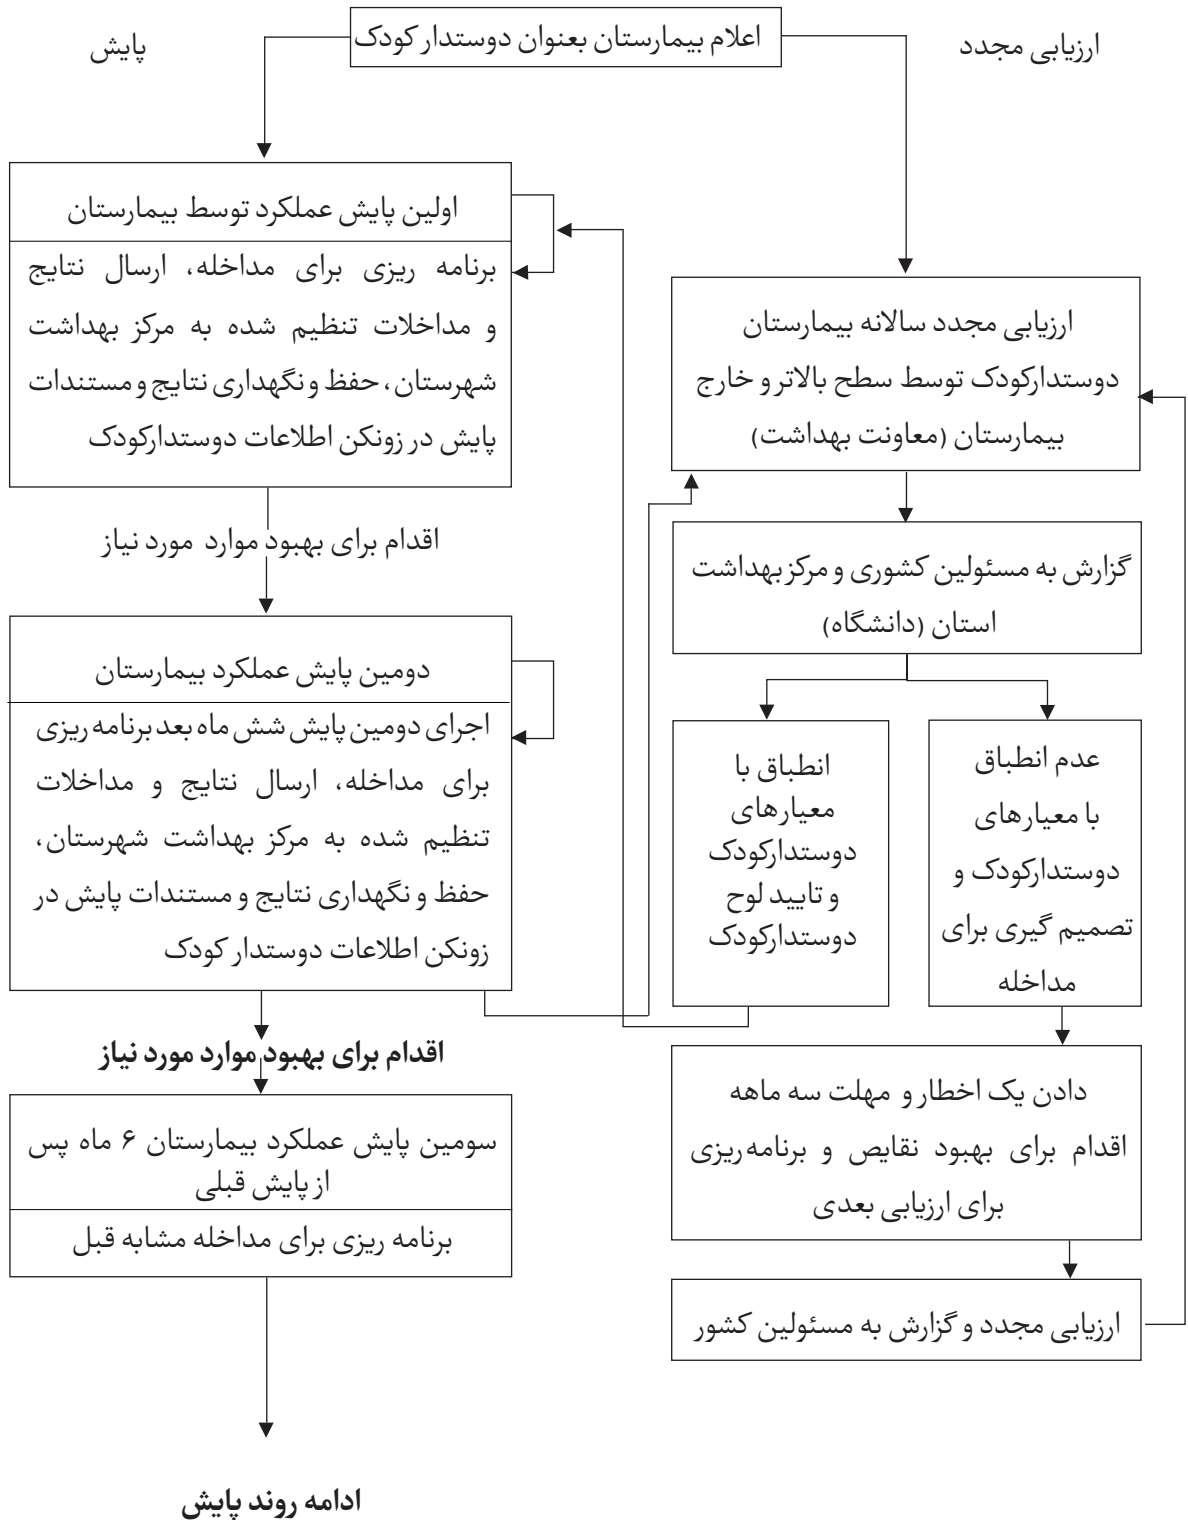 اعلام بیمارستان بعنوان دوستدار کودک
ارزیابی مجدد
پایش
ارزیابی مجدد سالانه بیمارستان
دوستدارکودک توسط سطح بالاتر و خارج
بیمارستان (معاونت بهداشت)
گزارش به مسئولین کشوری و مرکز بهداشت
استان (دانشگاه)
عدم انطباق
با معیارهای
دوستدارکودک و
تصمیم گیری برای
مداخله
انطباق با
معیارهای
دوستدارکودک
و تایید لوح
دوستدارکودک
دادن یک اخطار و مهلت سه ماهه
اقدام برای بهبود نقایص و برنامه ریزی
برای ارزیابی بعدی
ارزیابی مجدد و گزارش به مسئولین کشور
اولین پایش عملکرد توسط بیمارستان
برنامه ریزی برای مداخله، ارسال نتایج
و مداخلات تنظیم شده به مرکز بهداشت
شهرستان، حفظ و نگهداری نتایج و مستندات
پایش در زونکن اطلاعات دوستدارکودک
اقدام برای بهبود موارد مورد نیاز
دومین پایش عملکرد بیمارستان
اجرای دومین پایش شش ماه بعد برنامه ریزی
برای مداخله، ارسال نتایج و مداخلات
تنظیم شده به مرکز بهداشت شهرستان،
حفظ و نگهداری نتایج و مستندات پایش در
زونکن اطلاعات دوستدار کودک
اقدام برای بهبود موارد مورد نیاز
سومین پایش عملکرد بیمارستان ۶ ماه پس
از پایش قبلی
برنامه ریزی برای مداخله مشابه قبل
ادامه روند پایش